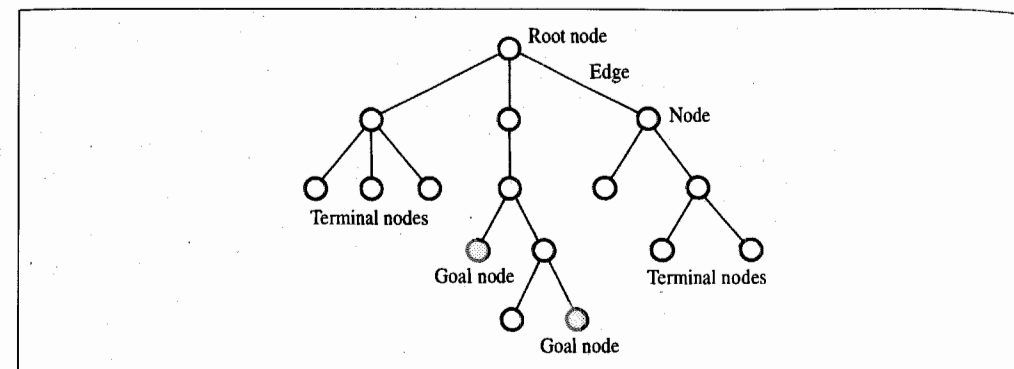 Root node
Edge
Node
Terminal nodes
Goal node
Terminal nodes
Goal node